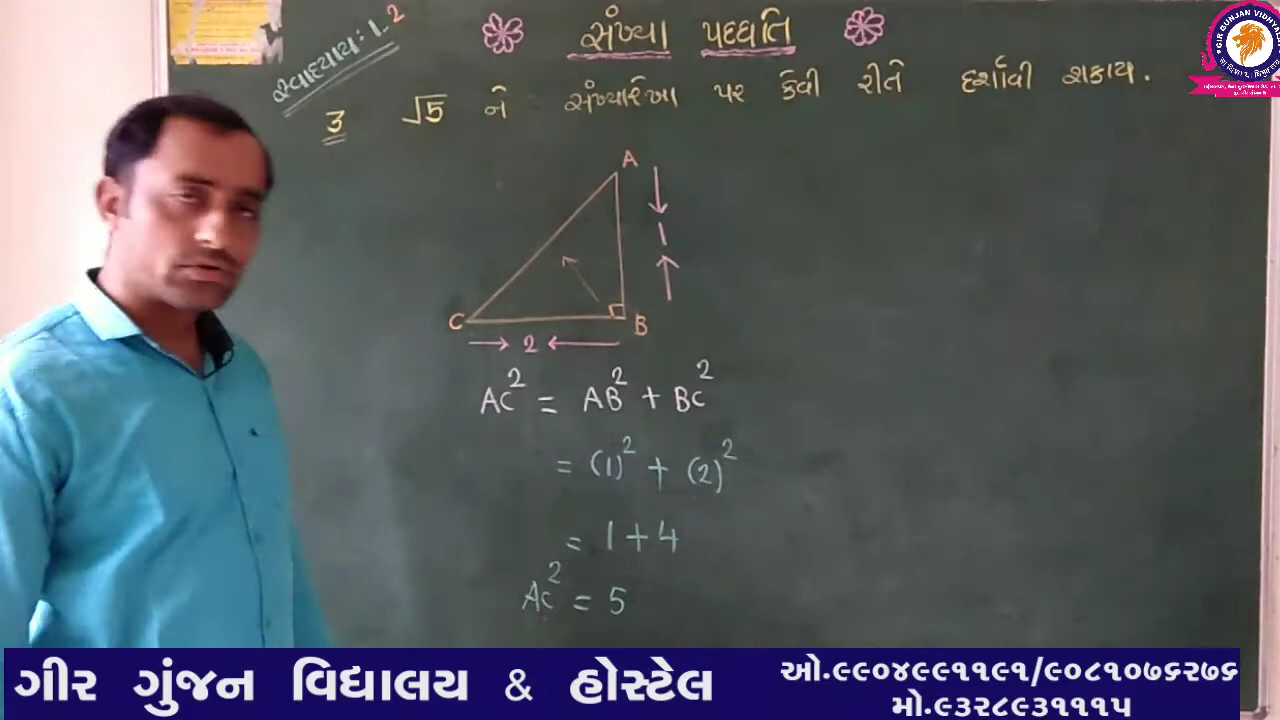 સ્વાધ્યાય : 1.2
સંખ્યા પદ્ધતિ
3 √5 ને સંખ્યારેખા પર કેવી રીતે દર્શાવી શકાય.
A
1
C B
2
AC² = AB² + BC²
= (1)² + (2)²
= 1 + 4
AC² = 5
ગીર ગુંજન વિદ્યાલય & હોસ્ટેલ
ઓ.૯૯૦૪૯૯૧૧૯૧/૯૦૮૧૦૭૬૨૭૬
મો.૯૩૨૮૯૩૧૧૧૫